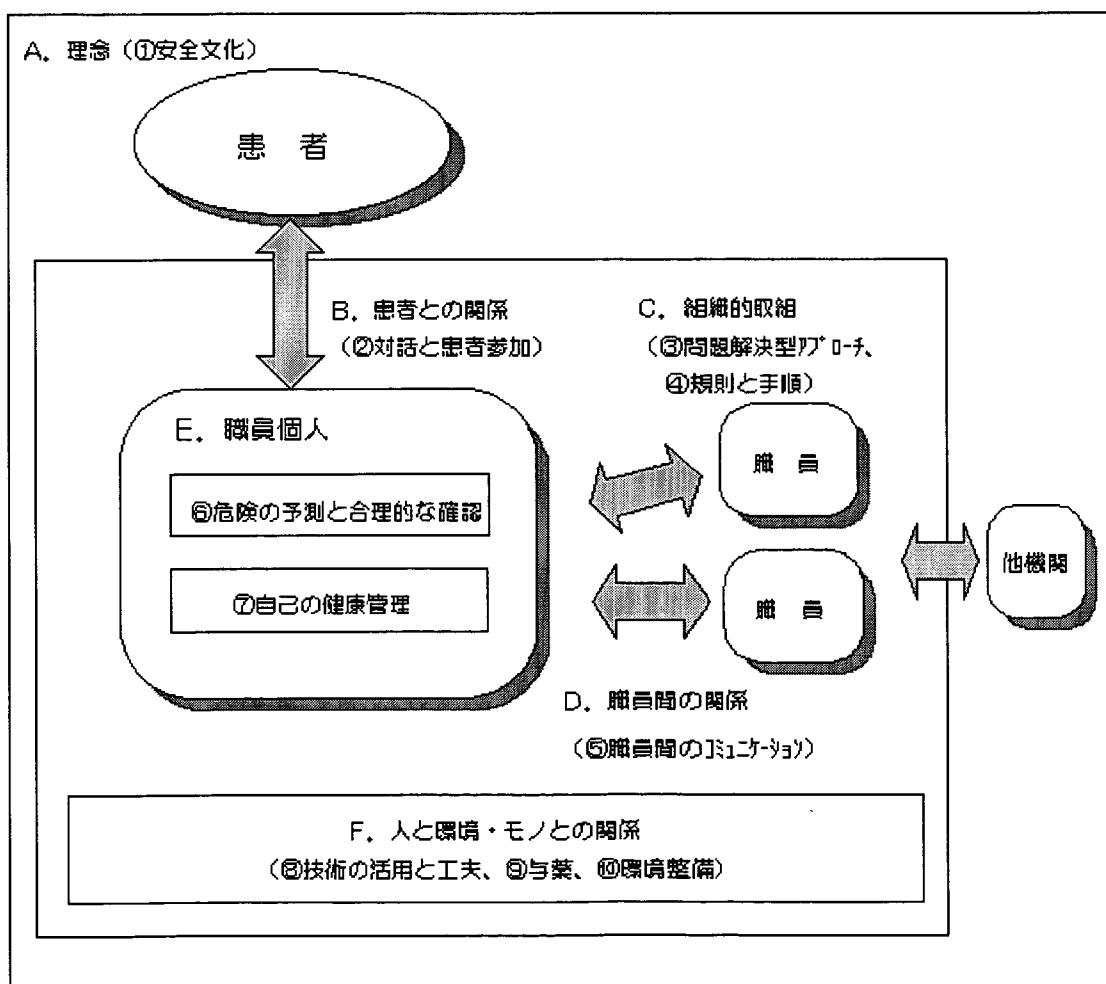 A．理念（①安全文化）
患　者
B．患者との関係
（②対話と患者参加）
C．組織的取組
（③問題解決型ｱﾌﾟﾛｰﾁ、
④規則と手順）
E．職員個人
⑥危険の予測と合理的な確認
⑦自己の健康管理
職　員
職　員
他機関
D．職員間の関係
（⑤職員間のｺﾐｭﾆｹｰｼｮﾝ）
F．人と環境・モノとの関係
（⑧技術の活用と工夫、⑨与薬、⑩環境整備）